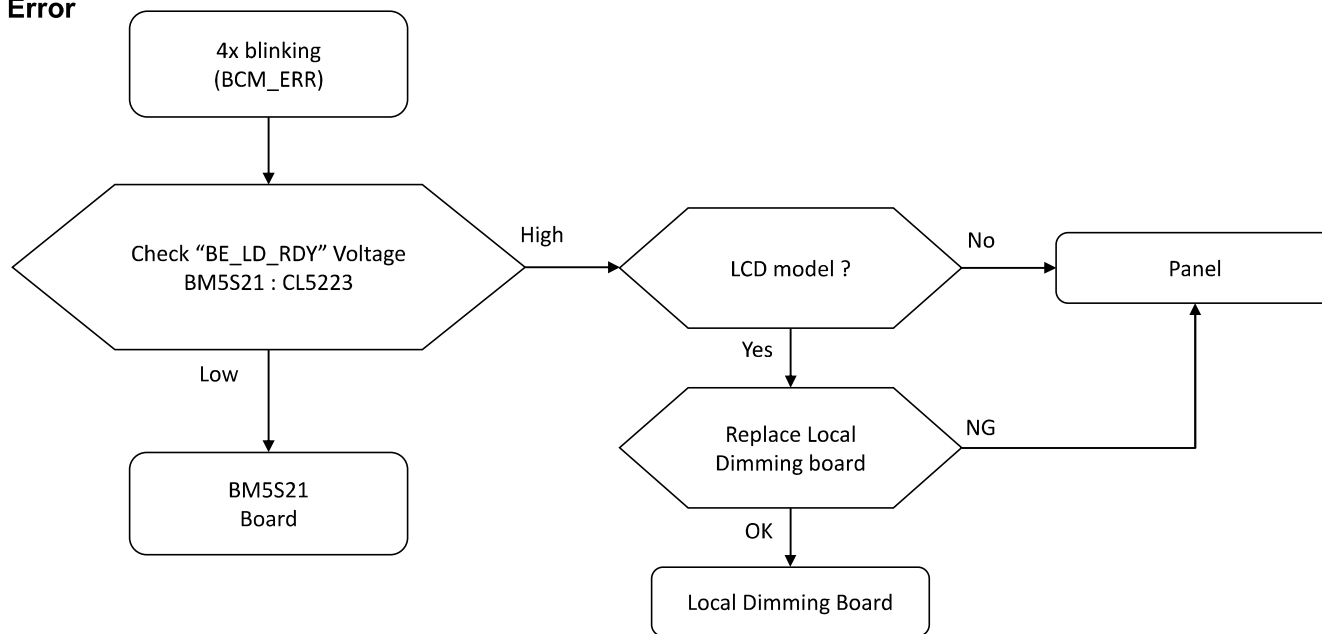 Error
4x blinking
(BCM_ERR)
Check “BE_LD_RDY” Voltage
BM5S21 : CL5223
High
LCD model ?
No
Panel
Low
Yes
Replace Local
Dimming board
NG
BM5S21
Board
OK
Local Dimming Board